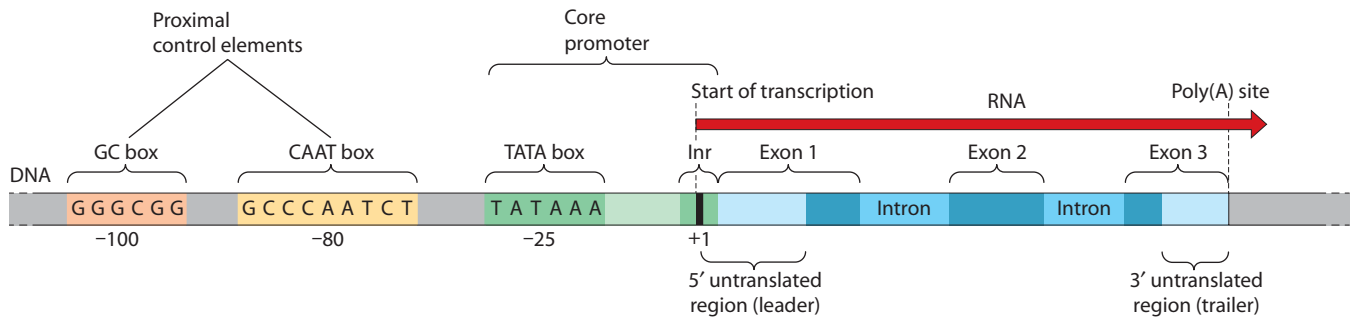 Proximal
control elements
Core
promoter
Start of transcription
RNA
Poly(A) site
GC box
CAAT box
TATA box
Inr
Exon 1
Exon 2
Exon 3
DNA
G G G C G G
G C C C A A T C T
T A T A A A
Intron
Intron
−100
−80
−25
+1
5′ untranslated
region (leader)
3′ untranslated
region (trailer)